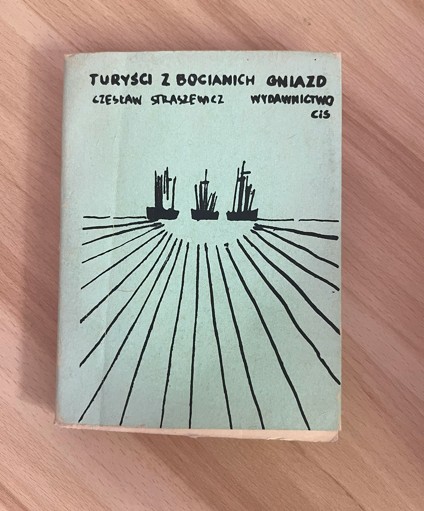 TURYŚCI Z BOCIANICH GNIAZD
CZESŁAW STRASZEWICZ WYDAWNICTWO
CIS